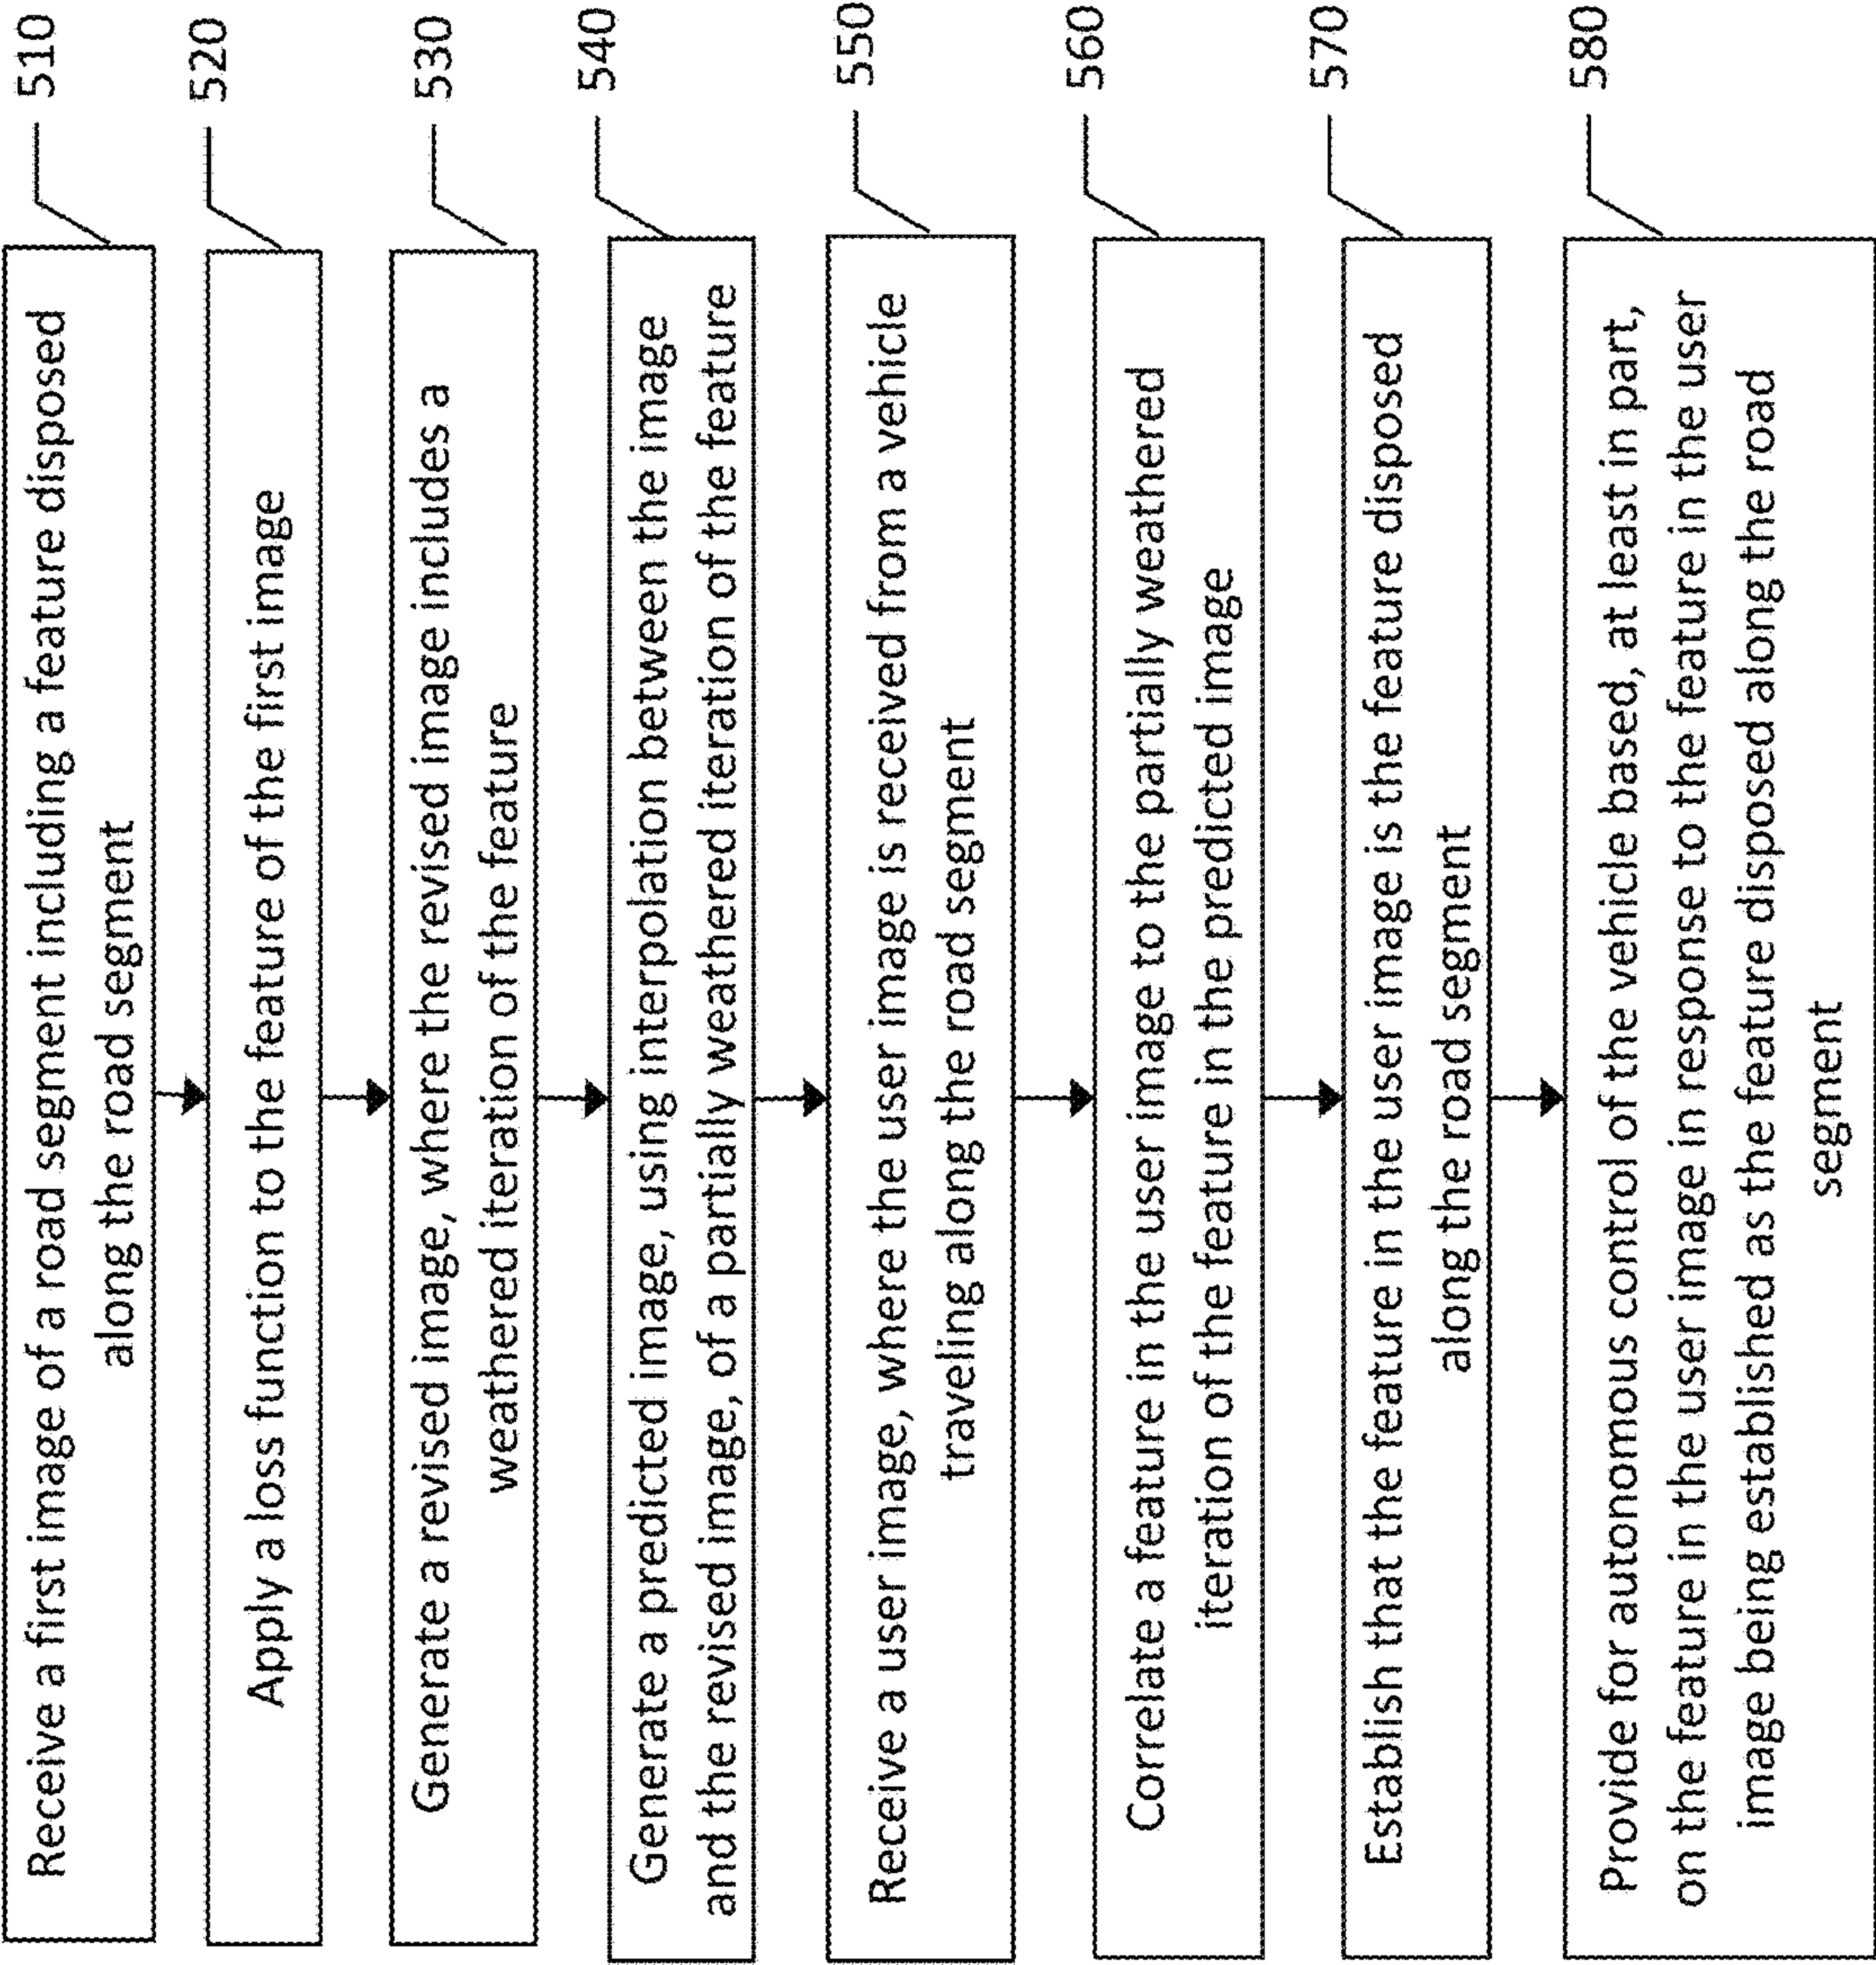 Receive a first image of a road segment including a feature disposed
along the road segment
510
Apply a loss function to the feature of the first image
520
Generate a revised image, where the revised image includes a
weathered iteration of the feature
530
Generate a predicted image, using interpolation between the image
and the revised image, of a partially weathered iteration of the feature
540
Receive a user image, where the user image is received from a vehicle
traveling along the road segment
550
Correlate a feature in the user image to the partially weathered
iteration of the feature in the predicted image
560
Establish that the feature in the user image is the feature disposed
along the road segment
570
Provide for autonomous control of the vehicle based, at least in part,
on the feature in the user image in response to the feature in the user
image being established as the feature disposed along the road
segment
580